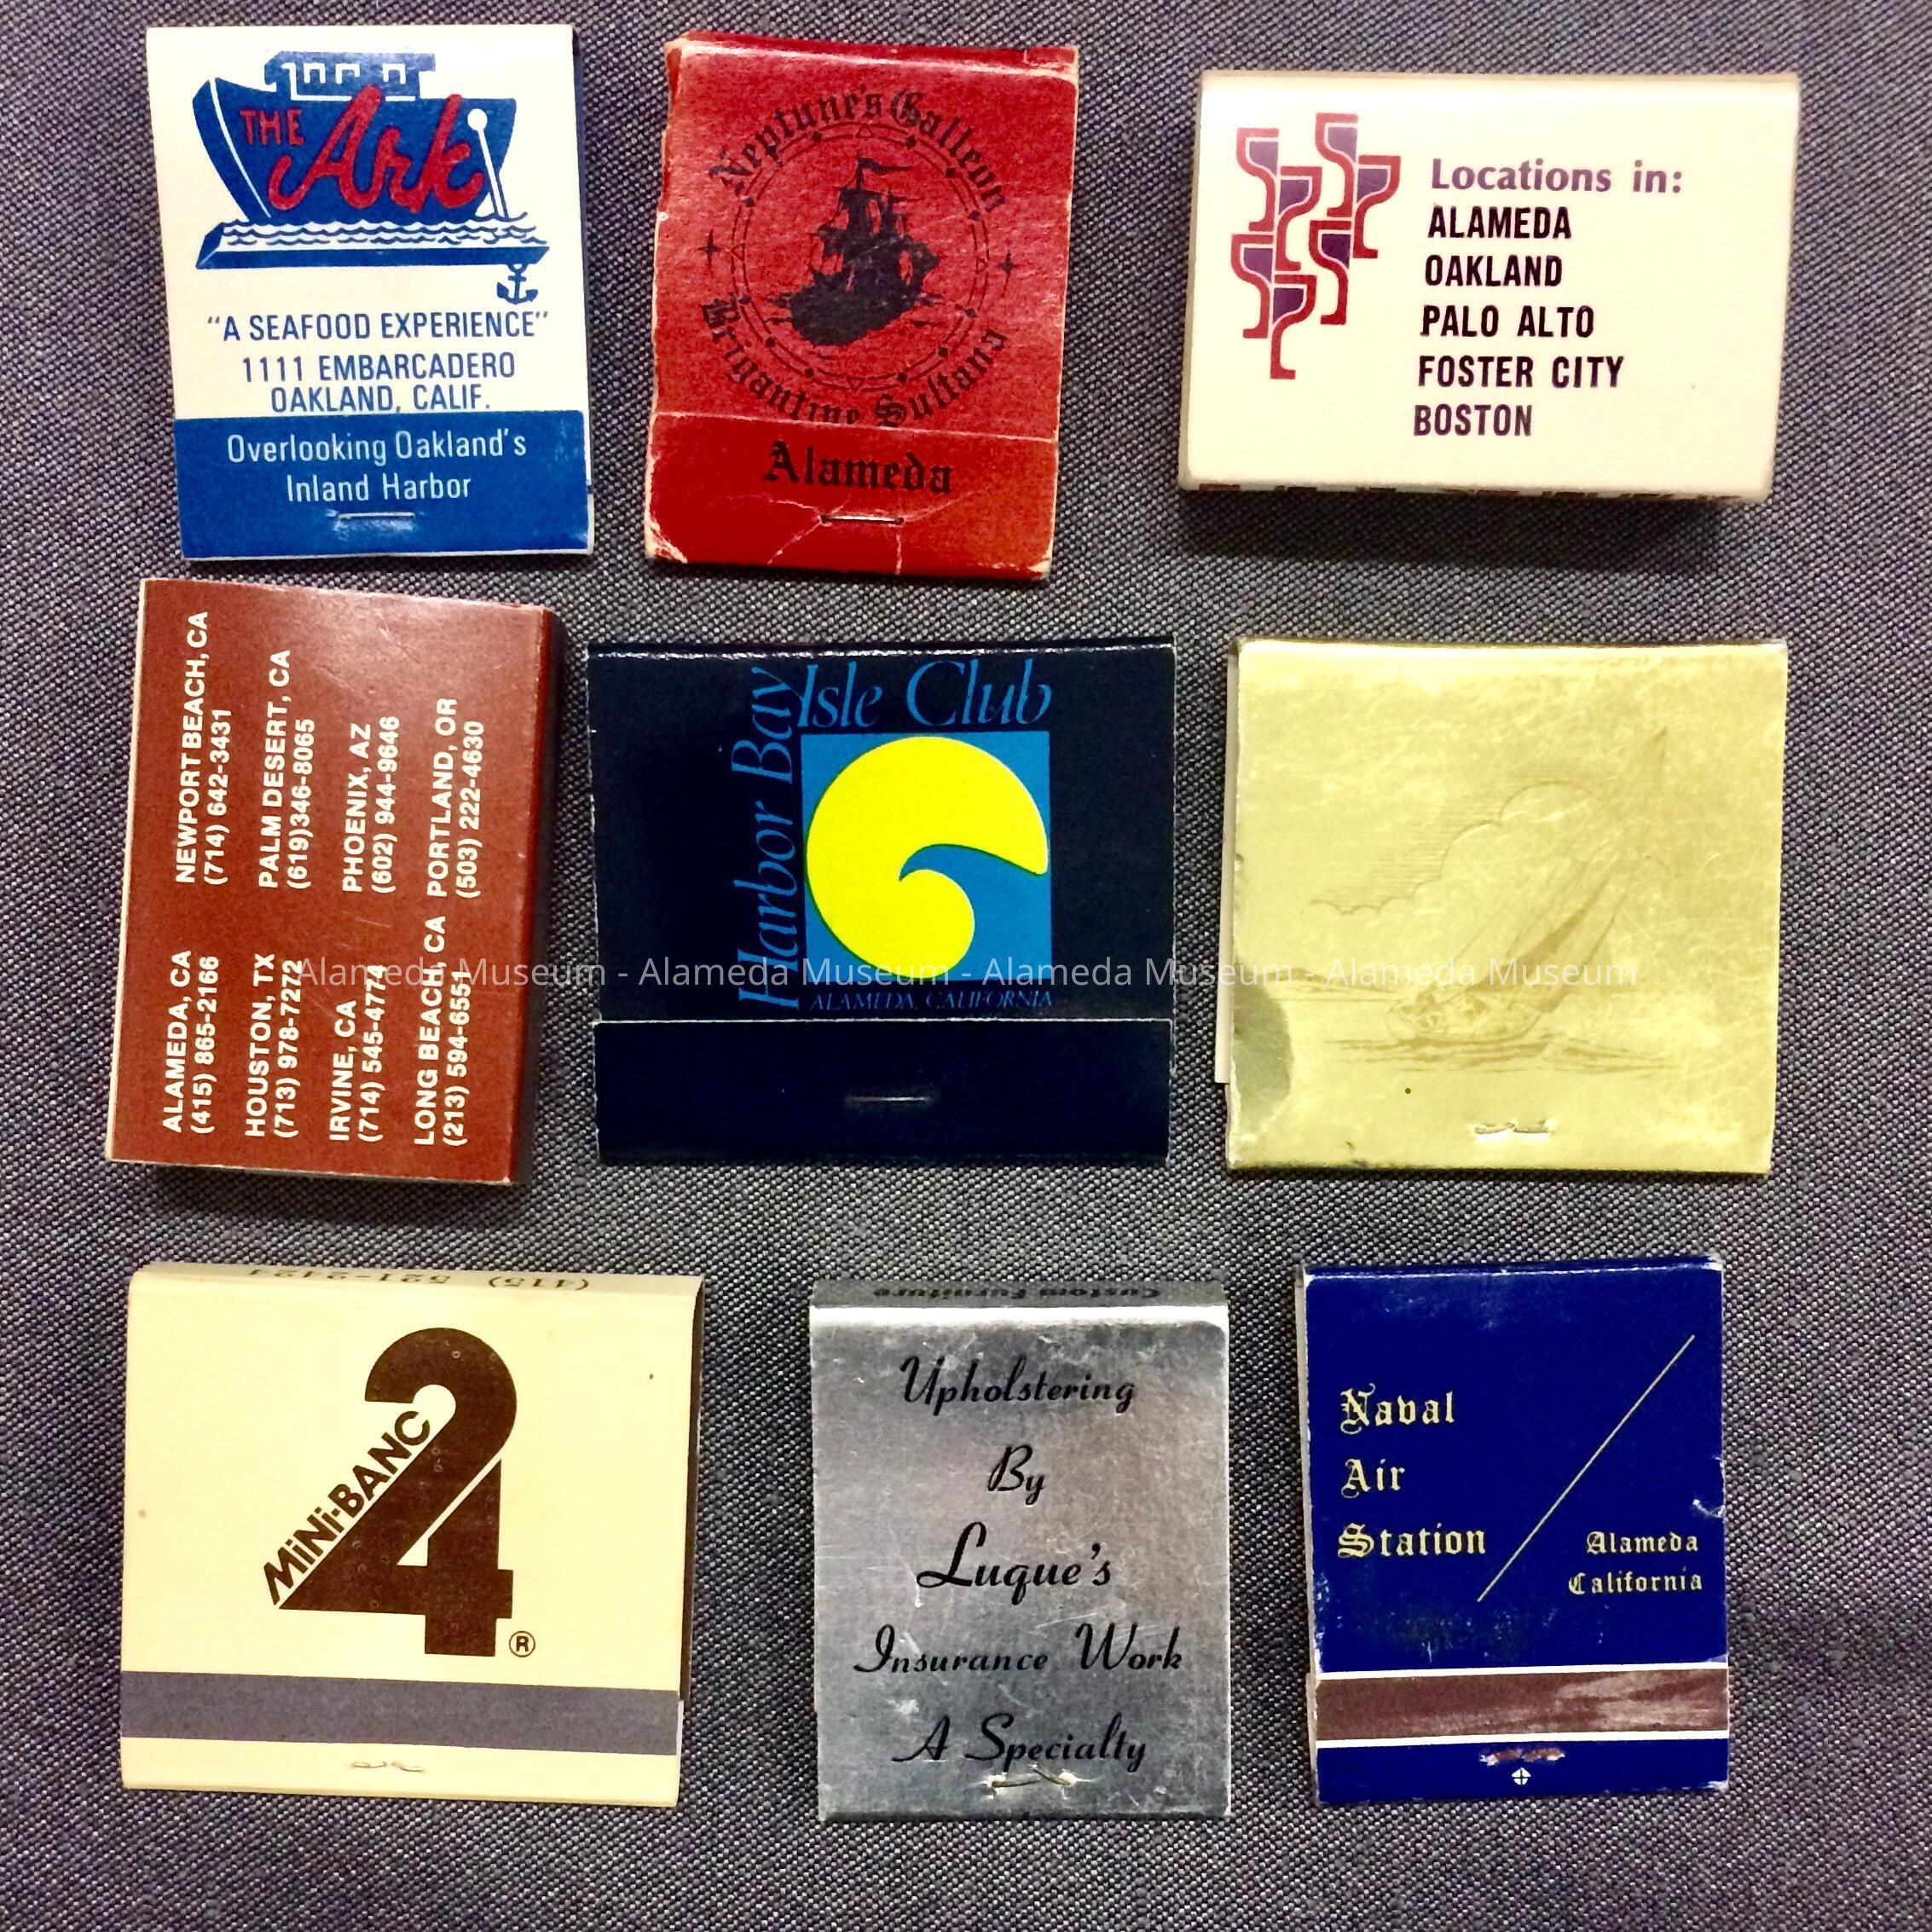 THE
Ark
"A SEAFOOD EXPERIENCE"
1111 EMBARCADERO
OAKLAND, CALIF.
Overlooking Oakland's
Inland Harbor
Neptune's Galleon
Brigantine Sultana
Alameda
Locations in:
ALAMEDA
OAKLAND
PALO ALTO
FOSTER CITY
BOSTON
ALAMEDA, CA
(415) 865-2166
HOUSTON, TX
(713) 978-7272
IRVINE, CA
(714) 545-4774
LONG BEACH, CA
(213) 594-6551
NEWPORT BEACH, CA
(714) 642-3431
PALM DESERT, CA
(619)346-8065
PHOENIX, AZ
(602) 944-9646
PORTLAND, OR
(503) 222-4630
Harbor Bay
Isle Club
ALAMEDA, CALIFORNIA
Alameda Museum - Alameda Museum - Alameda Museum - Alameda Museum
(415) 521-2424
MiNi-BANC
24
®
Custom Furniture
Upholstering
By
Luque's
Insurance Work
A Specialty
Naval
Air
Station
Alameda
California